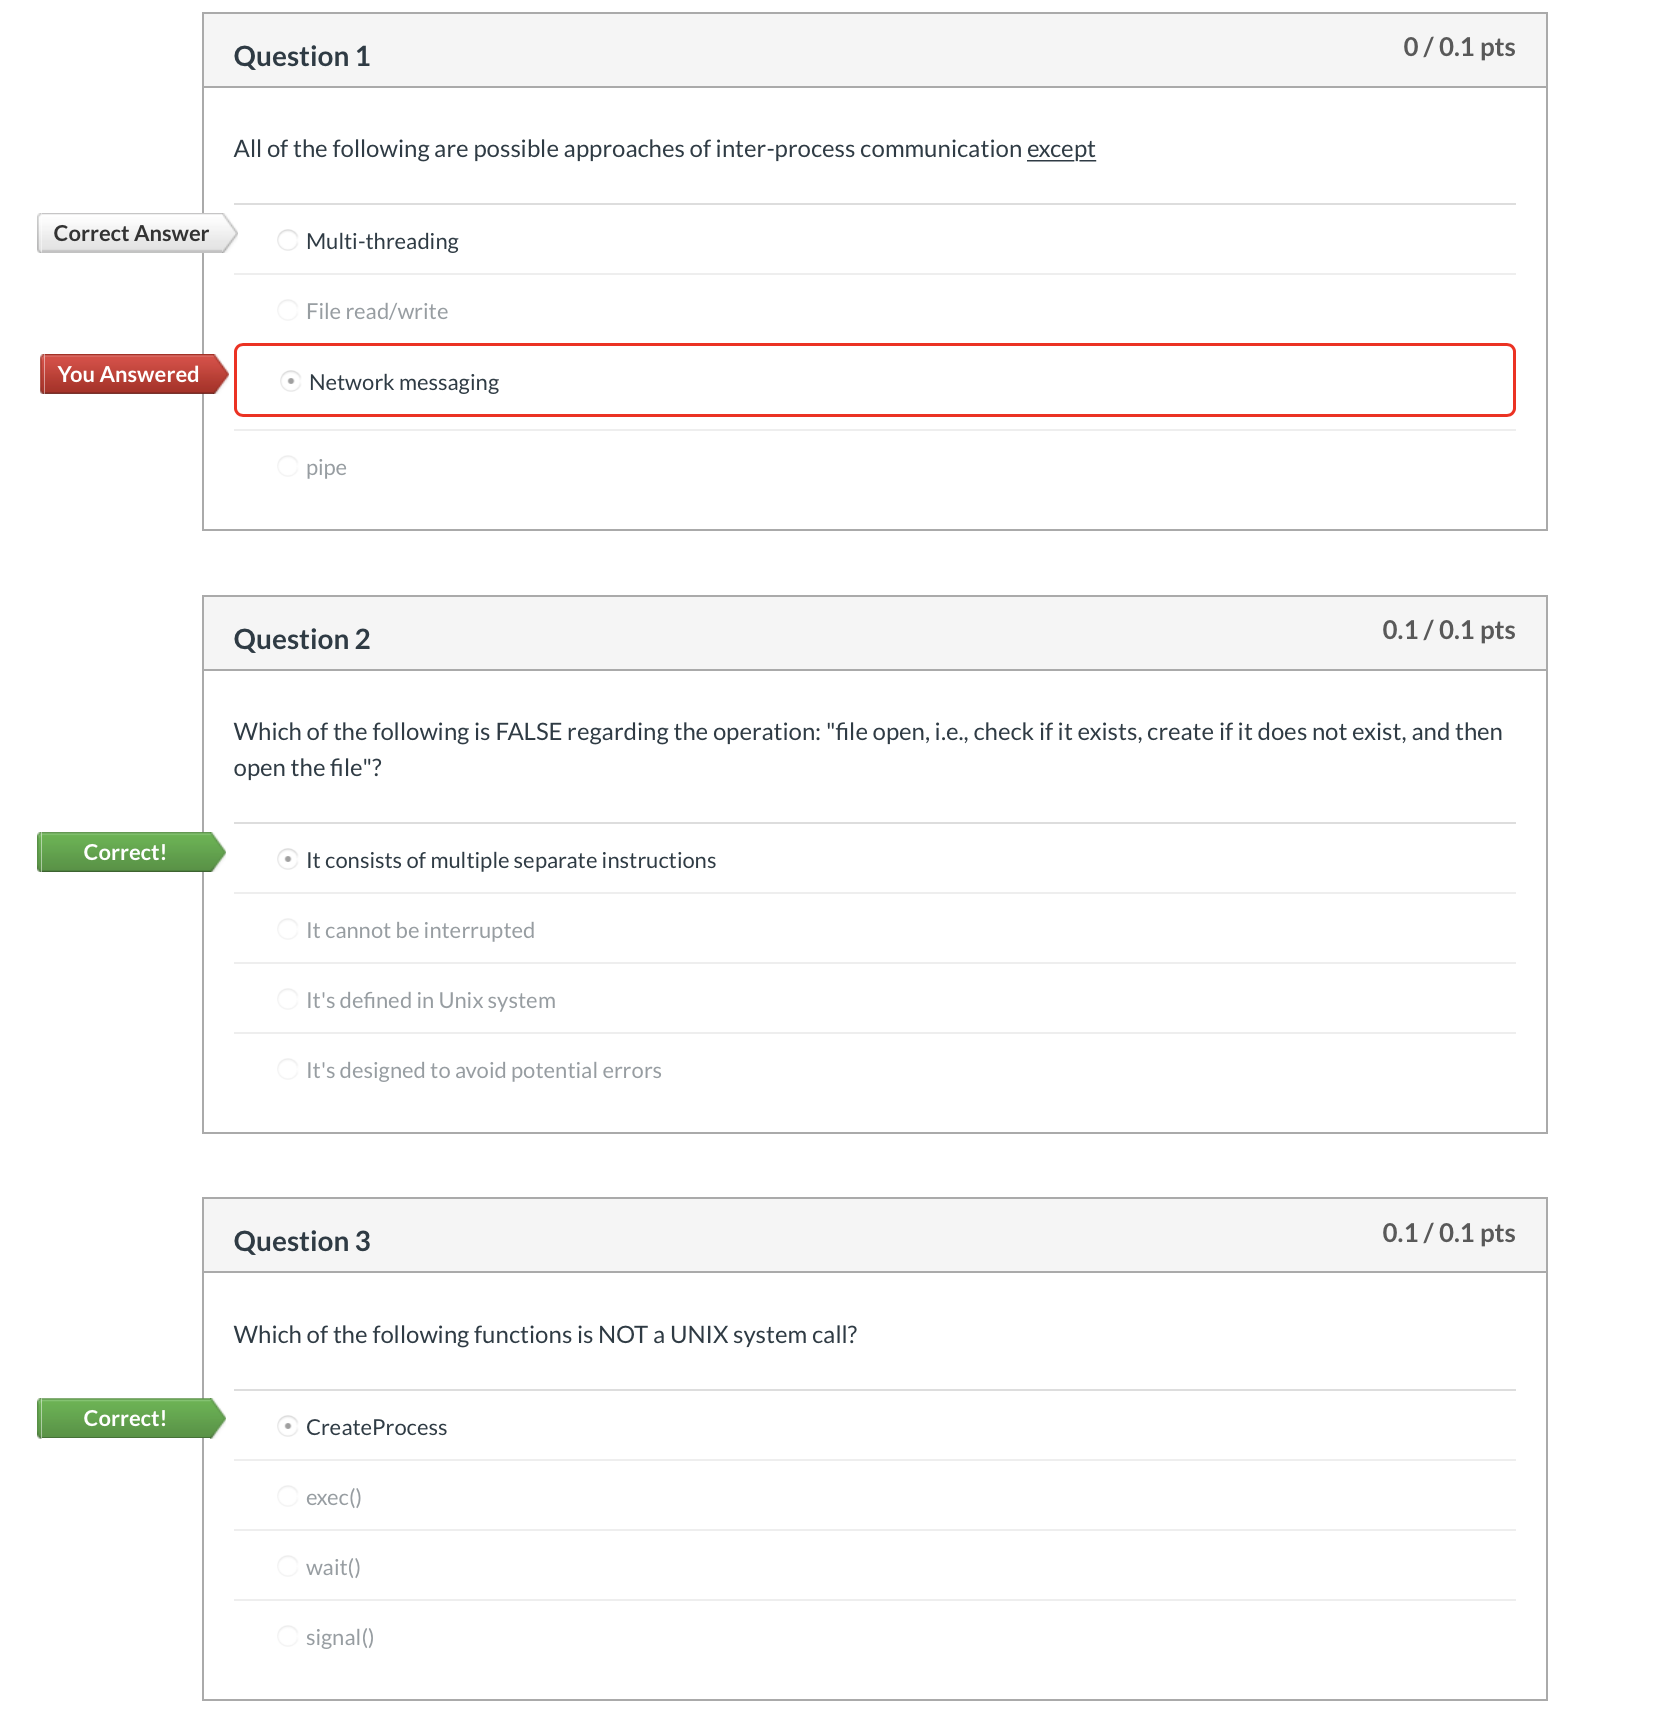 Question 1
0 / 0.1 pts
All of the following are possible approaches of inter-process communication except
Correct Answer
Multi-threading
File read/write
You Answered
Network messaging
pipe
Question 2
0.1 / 0.1 pts
Which of the following is FALSE regarding the operation: "file open, i.e., check if it exists, create if it does not exist, and then
open the file"?
Correct!
It consists of multiple separate instructions
It cannot be interrupted
It's defined in Unix system
It's designed to avoid potential errors
Question 3
0.1 / 0.1 pts
Which of the following functions is NOT a UNIX system call?
Correct!
CreateProcess
exec()
wait()
signal()